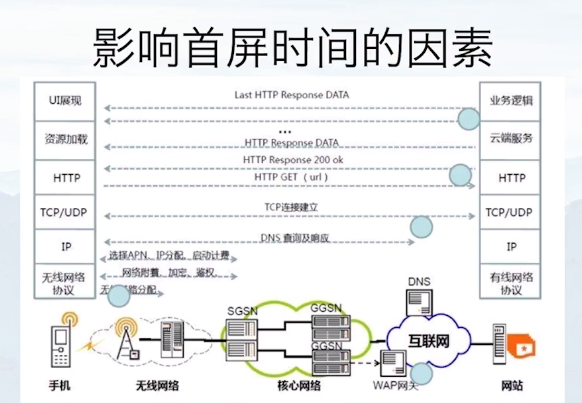 影响首屏时间的因素
UI展现
Last HTTP Response DATA
业务逻辑
资源加载
...
云端服务
HTTP Response DATA
HTTP Response 200 ok
HTTP
HTTP GET （url）
HTTP
TCP/UDP
TCP连接建立
TCP/UDP
IP
DNS 查询及响应
IP
选择APN、IP分配、启动计费
无线网络
协议
网络附着、加密、鉴权
有线网络
协议
分配
DNS
SGSN
GGSN
互联网
GGSN
手机
无线网络
核心网络
WAP网关
网站